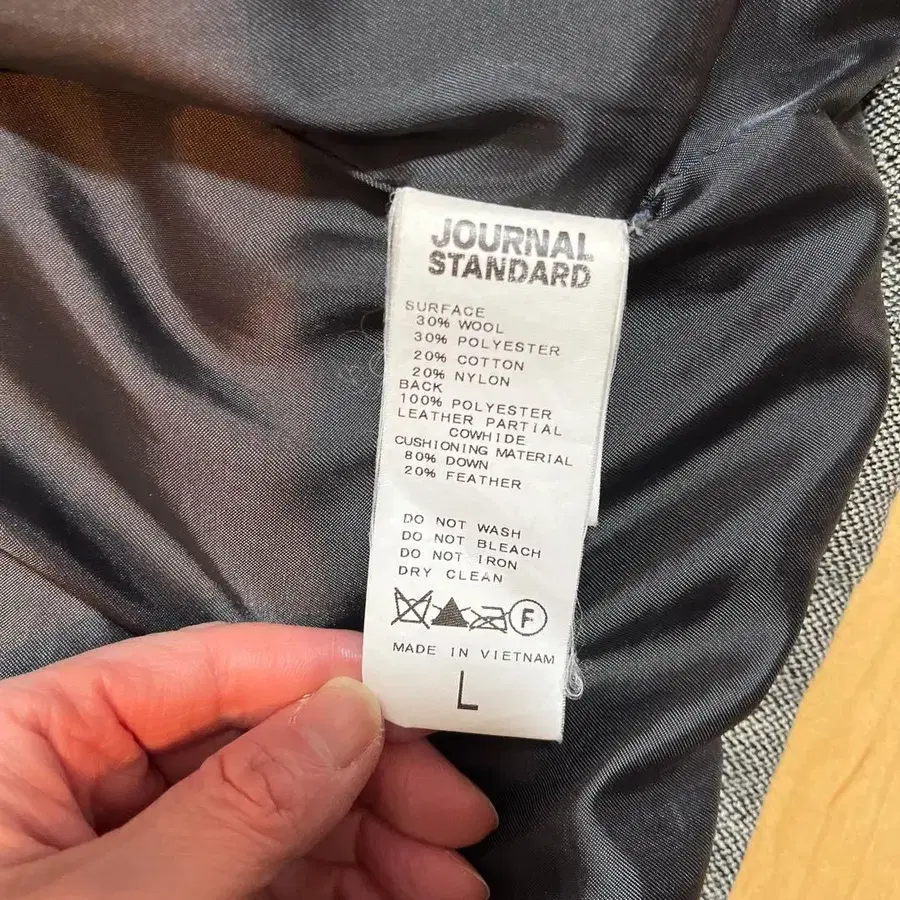 JOURNAL
STANDARD
SURFACE
30% WOOL
30% POLYESTER
20% COTTON
20% NYLON
BACK
100% POLYESTER
LEATHER PARTIAL
COWHIDE
CUSHIONING MATERIAL
80% DOWN
20% FEATHER
DO NOT WASH
DO NOT BLEACH
DO NOT IRON
DRY CLEAN
F
MADE IN VIETNAM
L